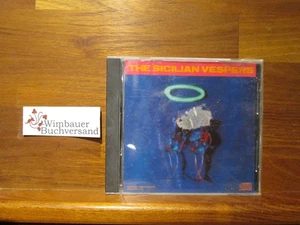 Wimbauer
Buchversand
THE SICILIAN VESPERS